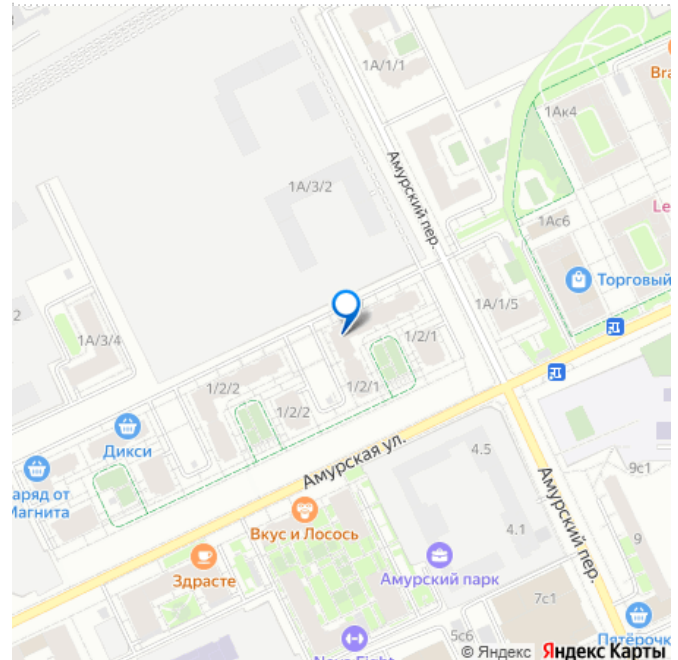 1А/1/1
Bra
1Ак4
Амурский пер.
1А/3/2
1Ас6
Le
Торговый
1А/1/5
2
1А/3/4
1/2/1
1/2/2
1/2/1
1/2/2
Дикси
Амурская ул.
4.5
9с1
аряд от
Магнита
Вкус и Лосось
Амурский пер.
4.1
9
Здрасте
Амурский парк
7с1
5с6
Пятёрочк
© Яндекс Яндекс Карты